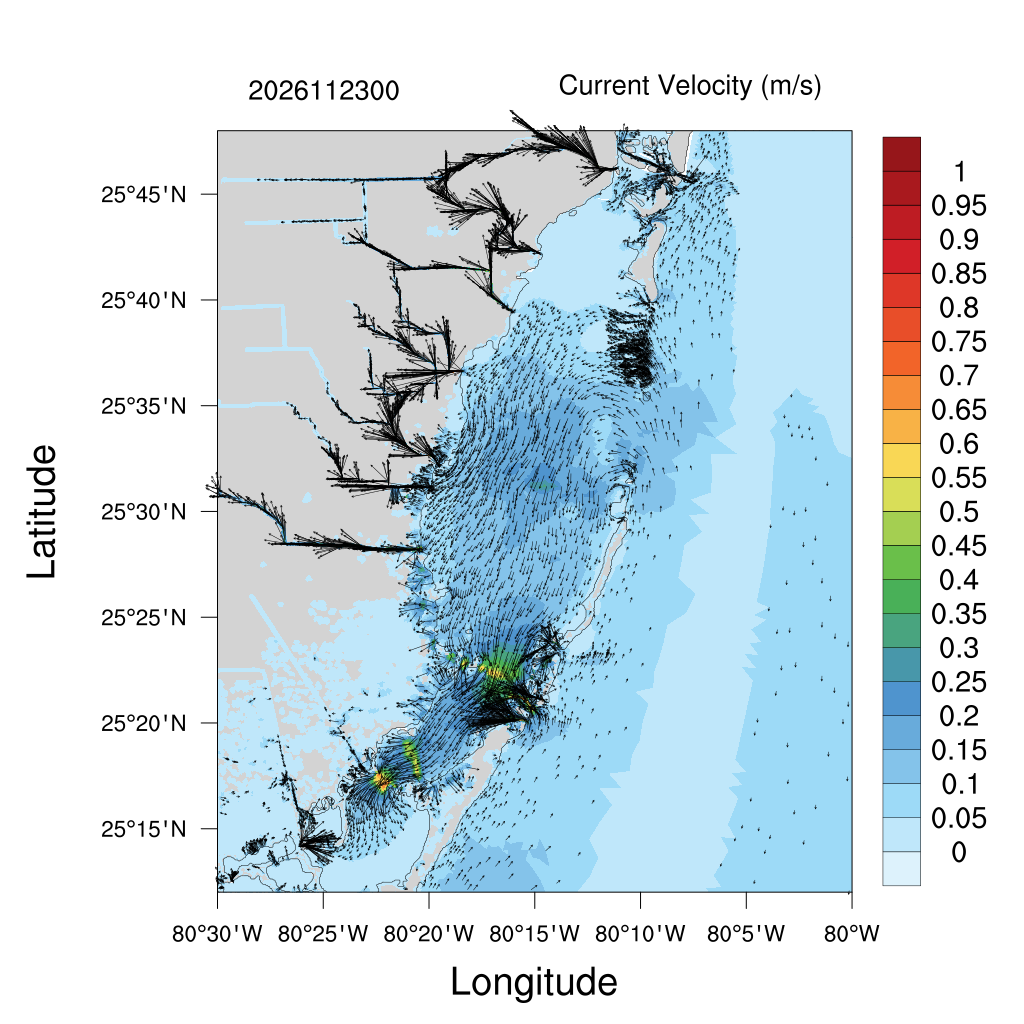 2026112300
Current Velocity (m/s)
1
0.95
0.9
0.85
0.8
0.75
0.7
0.65
0.6
0.55
0.5
0.45
0.4
0.35
0.3
0.25
0.2
0.15
0.1
0.05
0
25°45'N
25°40'N
25°35'N
25°30'N
25°25'N
25°20'N
25°15'N
Latitude
80°30'W 80°25'W 80°20'W 80°15'W 80°10'W 80°5'W 80°W
Longitude